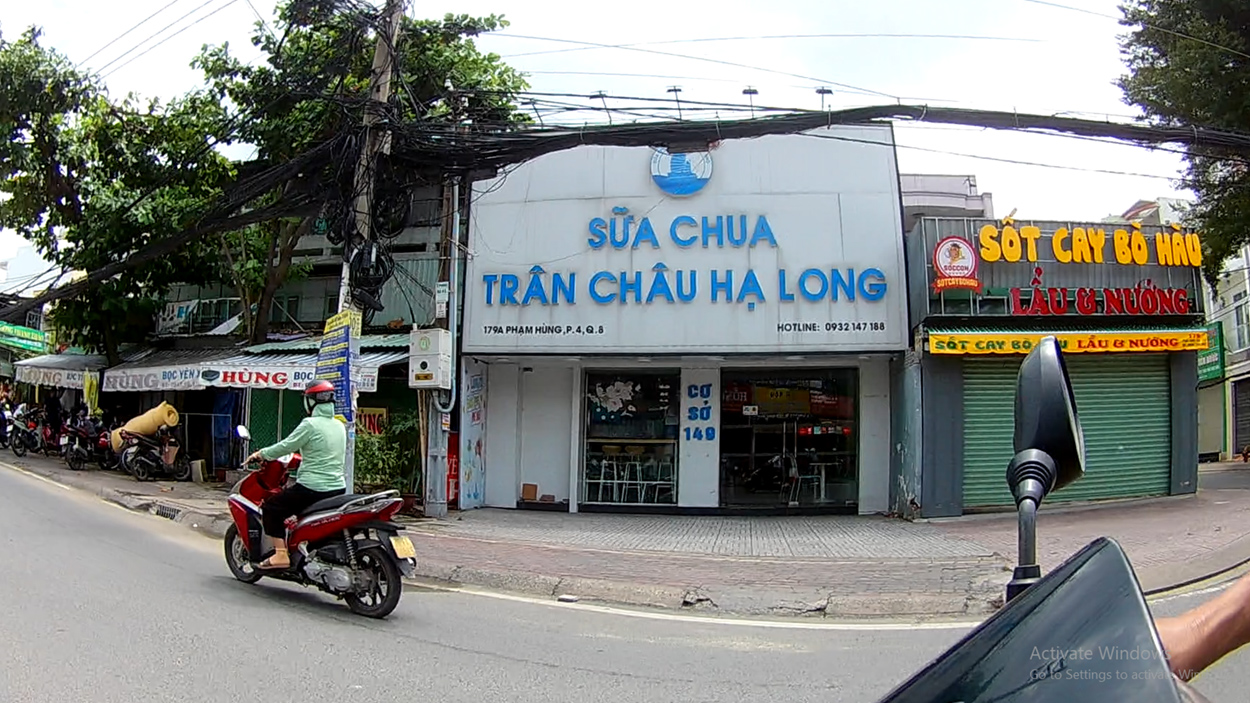 SỮA CHUA
TRÂN CHÂU HẠ LONG
179A PHẠM HÙNG, P.4, Q.8
HOTLINE: 0932 147 188
CƠ
SỞ
149
SỐT CAY BÒ HÂU
LẨU & NƯỚNG
SOTCAYBOHAU
SỐT CAY BÒ HÂU LẨU & NƯỚNG
HÙNG BỌC YÊN
HÙNG BỌC
Activate Windows
Go to Settings to activate